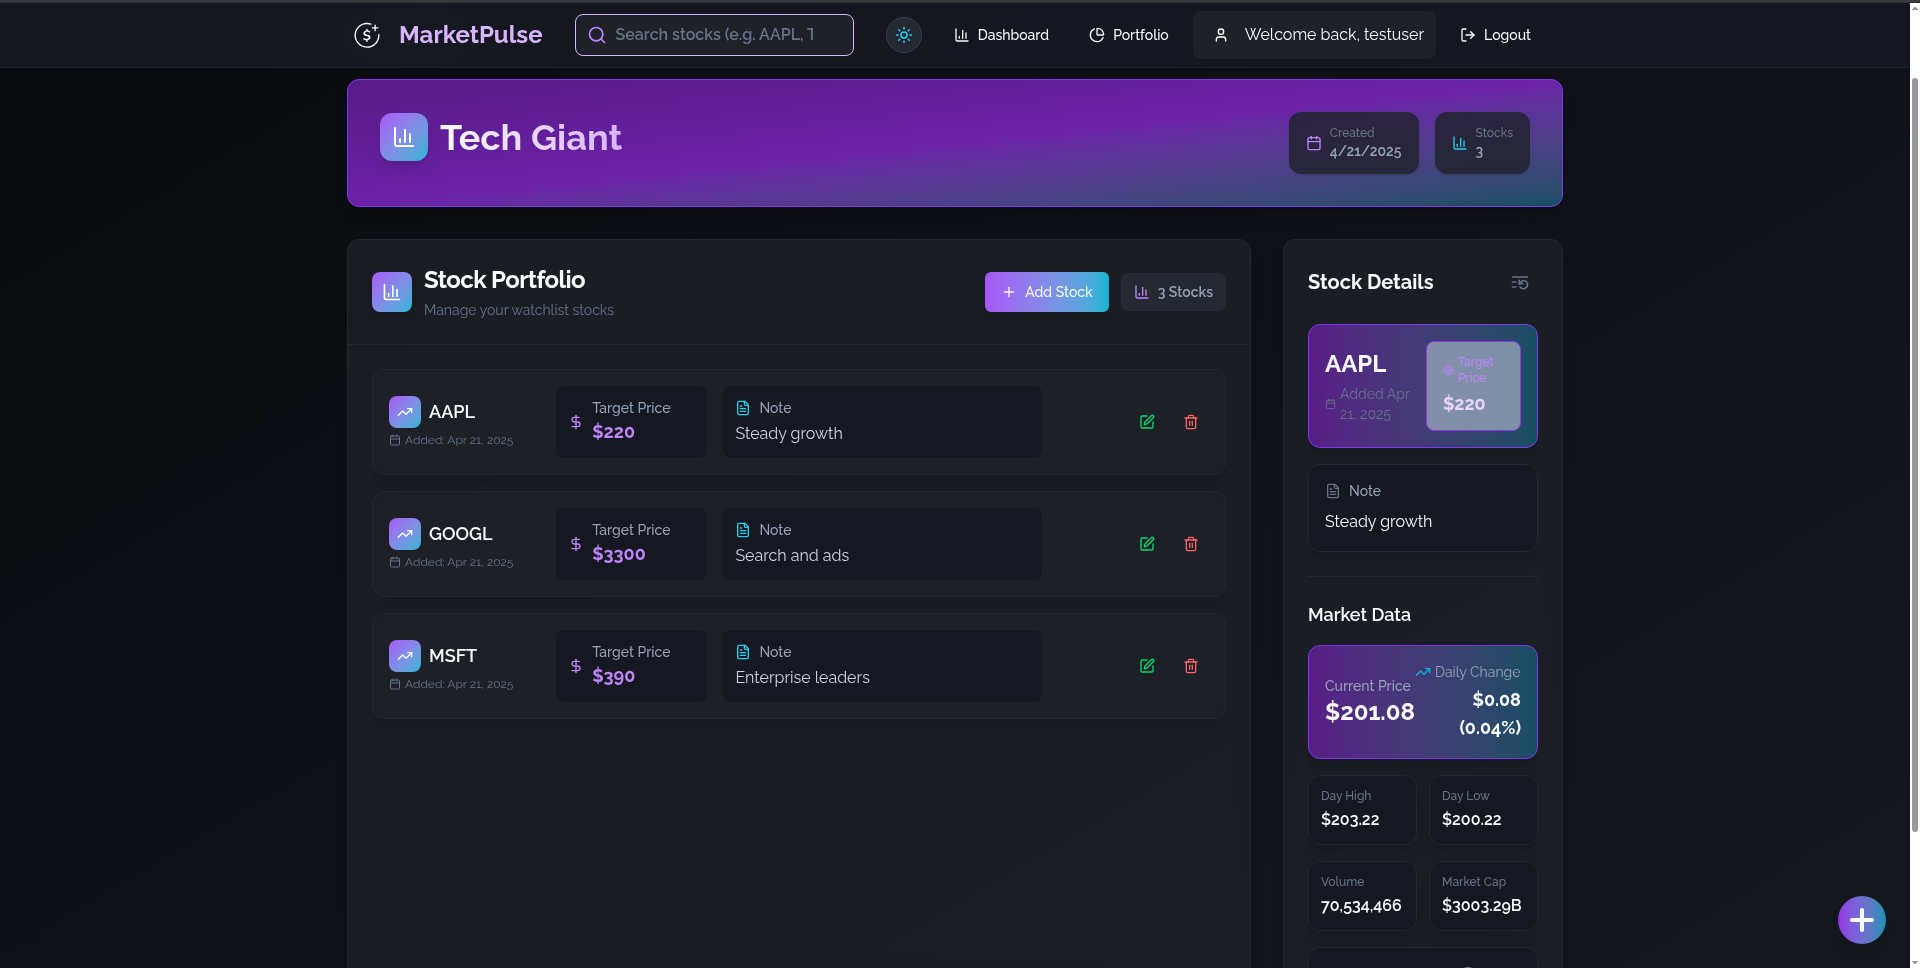 MarketPulse
Search stocks (e.g. AAPL, T
Dashboard
Portfolio
Welcome back, testuser
Logout
Tech Giant
Created
4/21/2025
Stocks
3
Stock Portfolio
Manage your watchlist stocks
Add Stock
3 Stocks
AAPL
Added: Apr 21, 2025
Target Price
$220
Note
Steady growth
GOOGL
Added: Apr 21, 2025
Target Price
$3300
Note
Search and ads
MSFT
Added: Apr 21, 2025
Target Price
$390
Note
Enterprise leaders
Stock Details
AAPL
Added Apr
21, 2025
Target
Price
$220
Note
Steady growth
Market Data
Current Price
$201.08
Daily Change
$0.08
(0.04%)
Day High
$203.22
Day Low
$200.22
Volume
70,534,466
Market Cap
$3003.29B